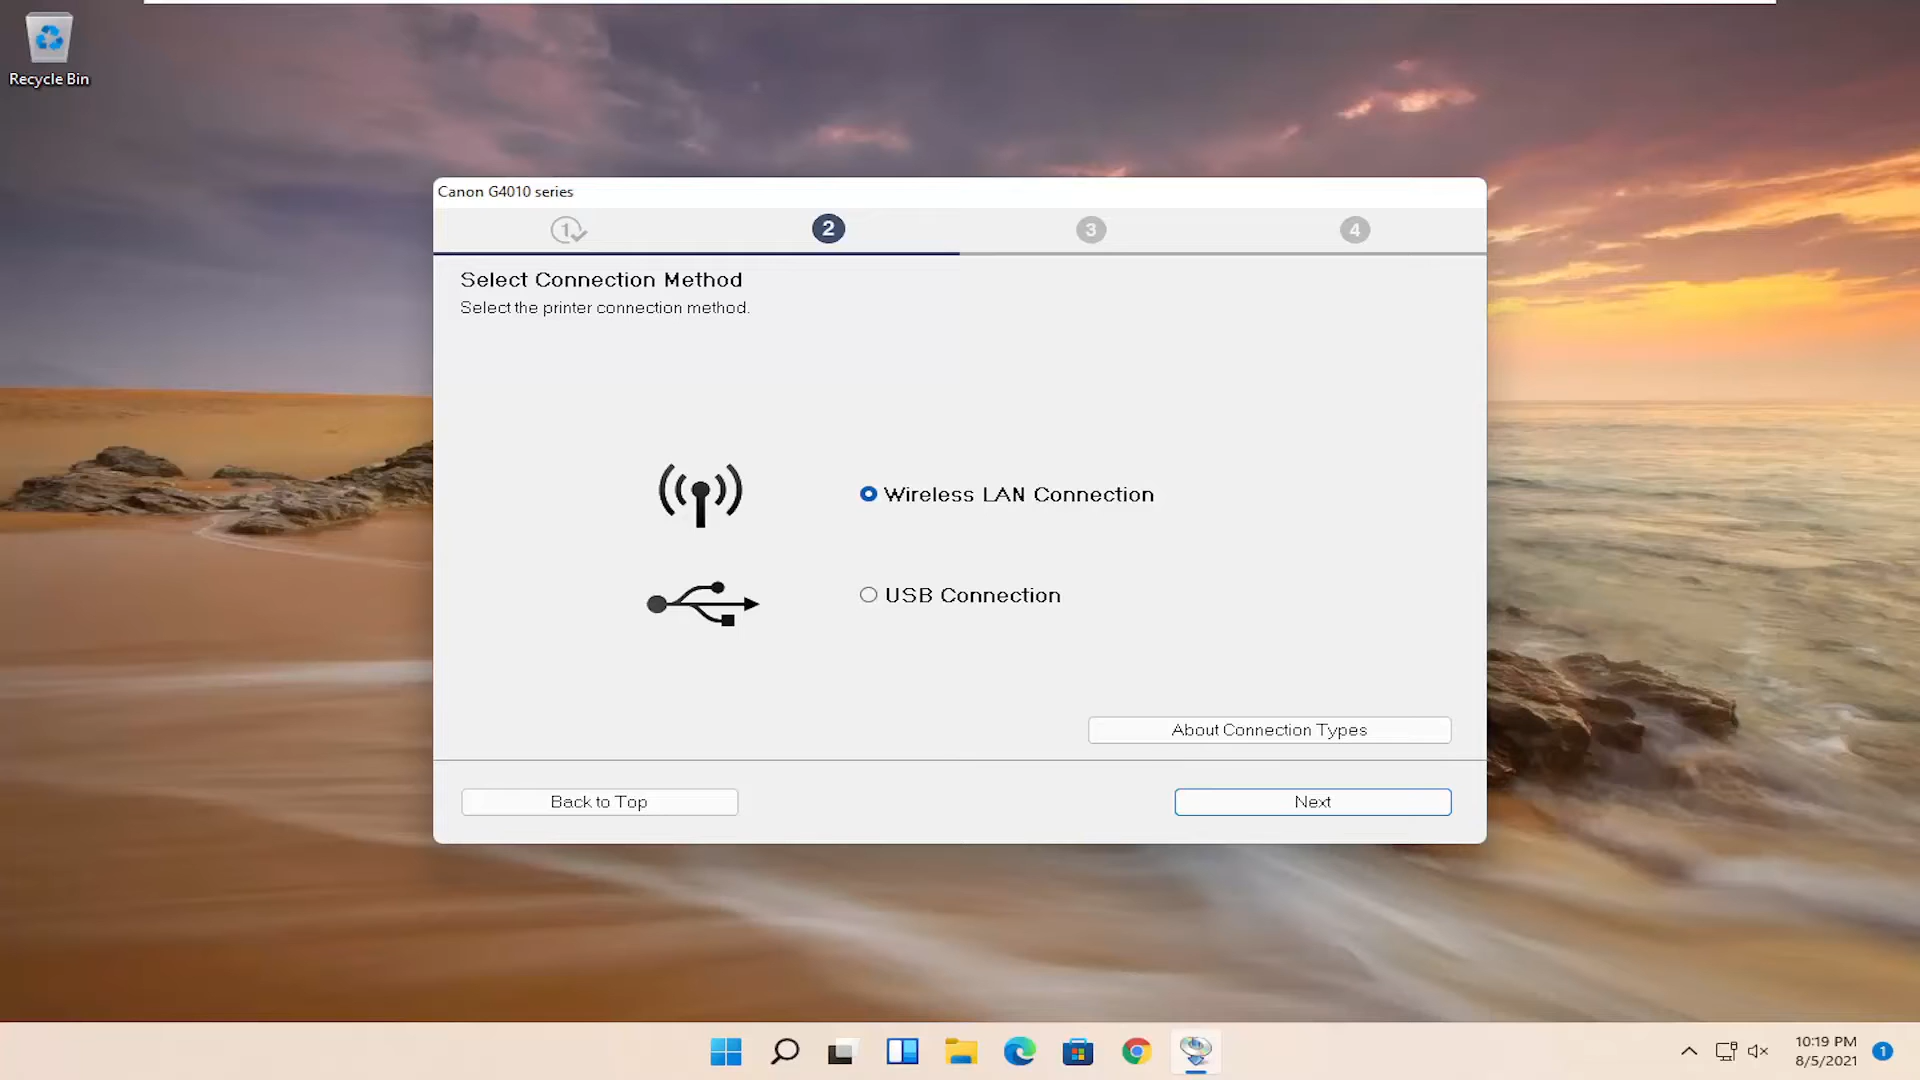 Recycle Bin
Canon G4010 series
1
2
3
4
Select Connection Method
Select the printer connection method.
Wireless LAN Connection
USB Connection
About Connection Types
Back to Top
Next
10:19 PM
8/5/2021
1